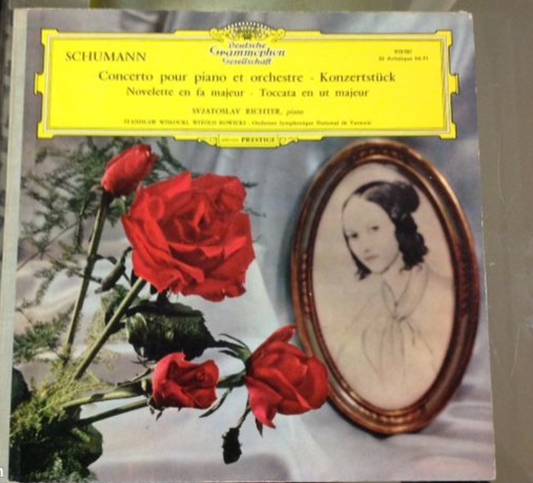 Deutsche
Grammophon
Gesellschaft
SCHUMANN
Concerto pour piano et orchestre · Konzertstück
Novelette en fa majeur · Toccata en ut majeur
SVJATOSLAV RICHTER, piano
STANISLAW WISLOCKI, WITOLD ROWICKI · Orchestre Symphonique National de Varsovie
PRESTIGE